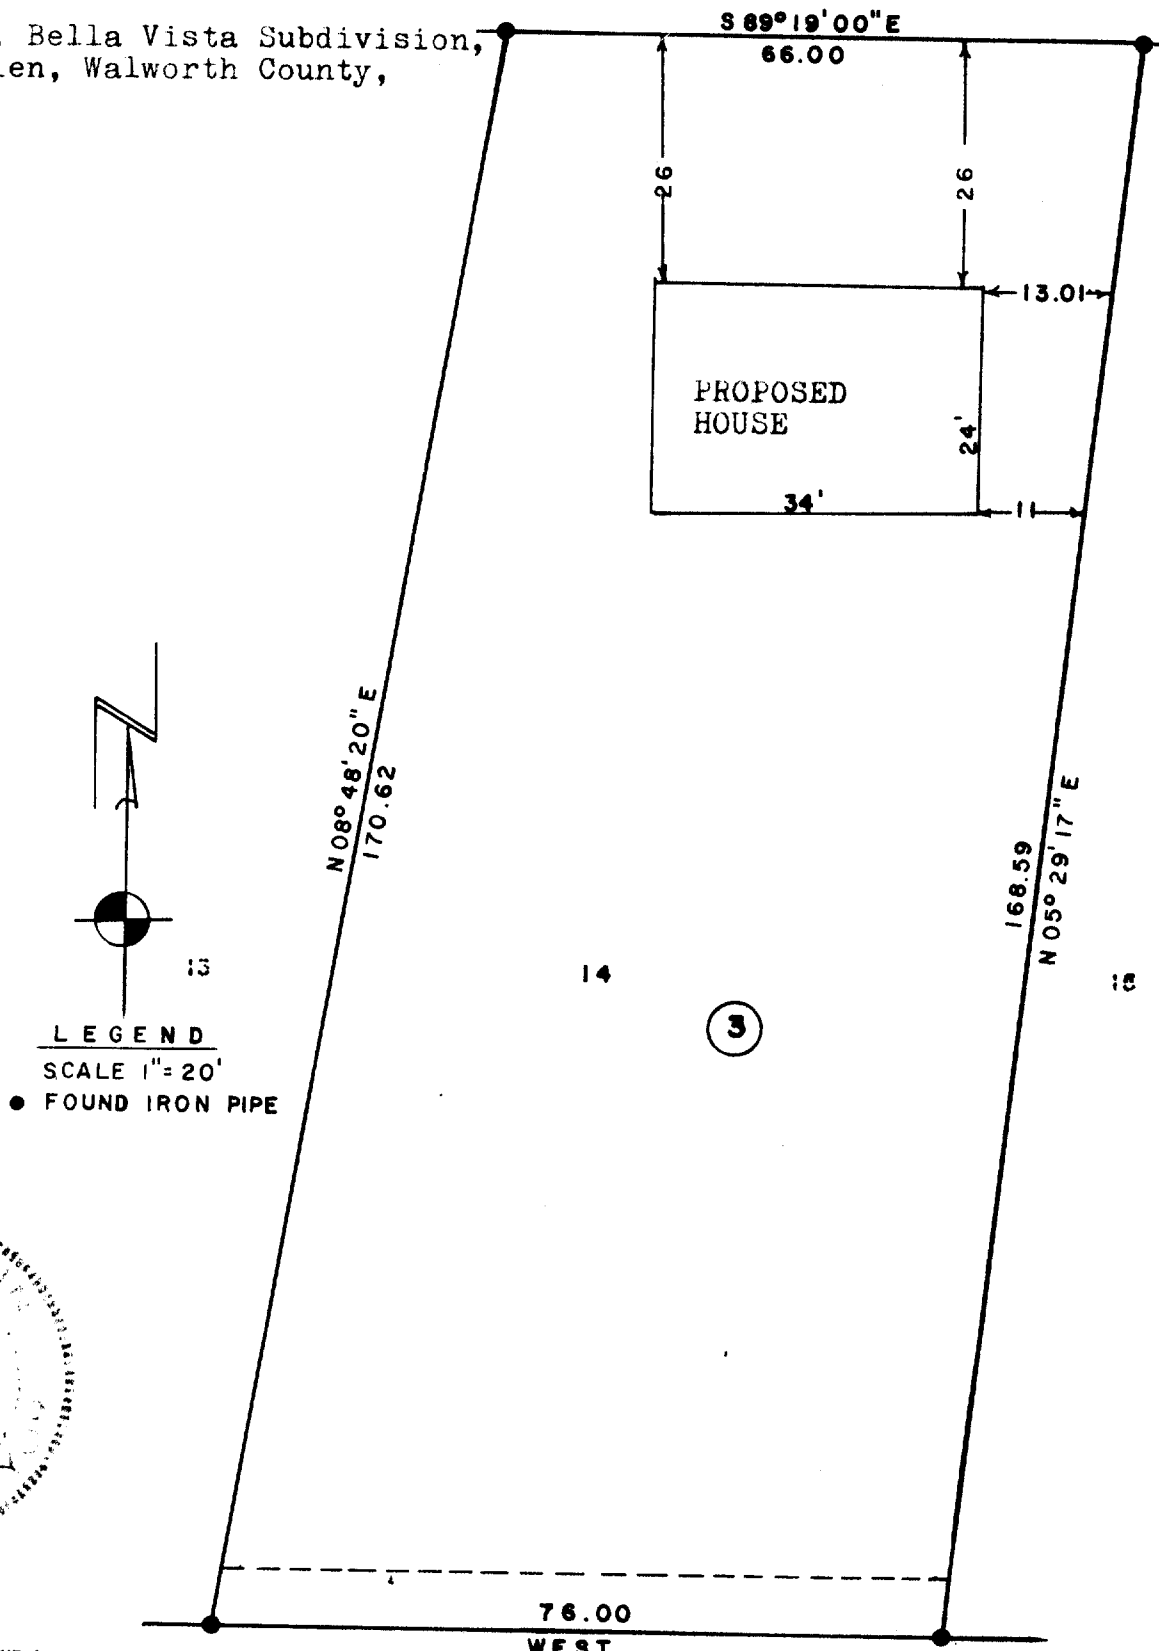 Bella Vista Subdivision,
Walworth County,
S 89° 19' 00" E
66.00
26
26
13.01
PROPOSED
HOUSE
24'
34'
11
N 08° 48' 20" E
170.62
168.59
N 05° 29' 17" E
13
14
3
LEGEND
SCALE 1" = 20'
● FOUND IRON PIPE
76.00
WEST